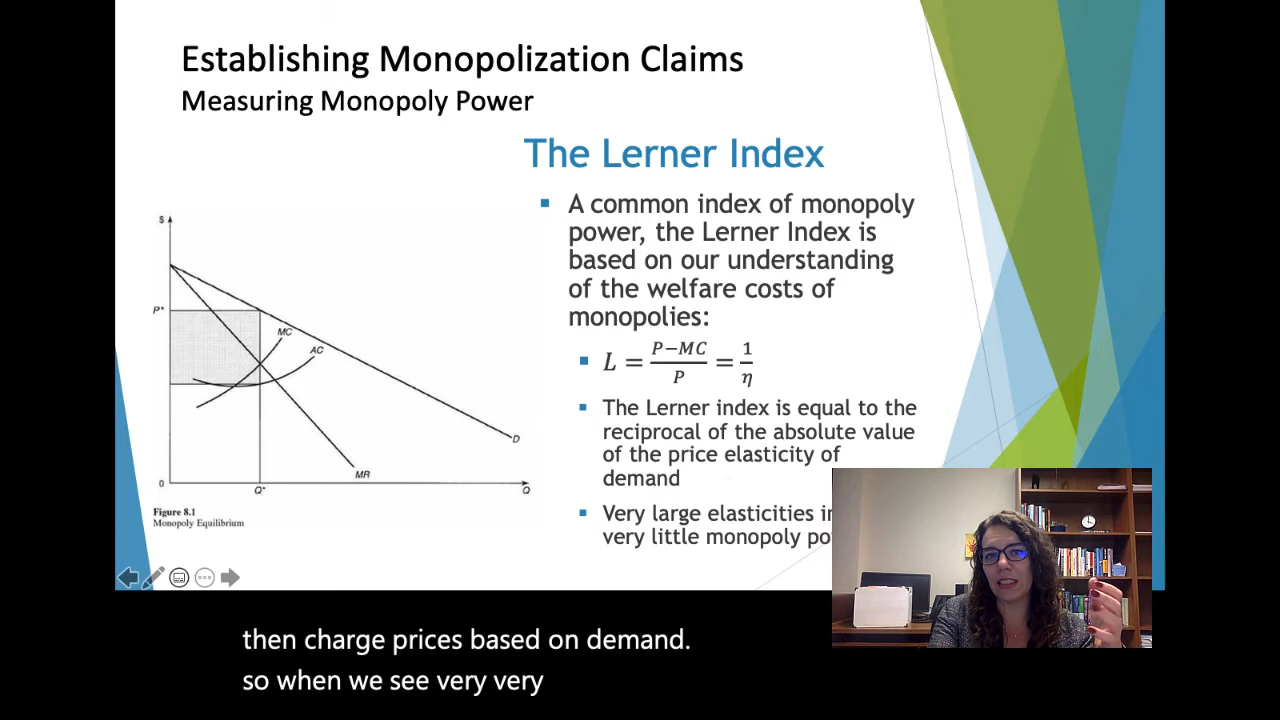 Establishing Monopolization Claims
Measuring Monopoly Power
The Lerner Index
A common index of monopoly
power, the Lerner Index is
based on our understanding
of the welfare costs of
monopolies:
L = P−MC / P = 1 / η
The Lerner index is equal to the
reciprocal of the absolute value
of the price elasticity of
demand
Very large elasticities
very little monopoly
$
P*
MC
AC
D
MR
0
Q*
Q
Figure 8.1
Monopoly Equilibrium
then charge prices based on demand.
so when we see very very